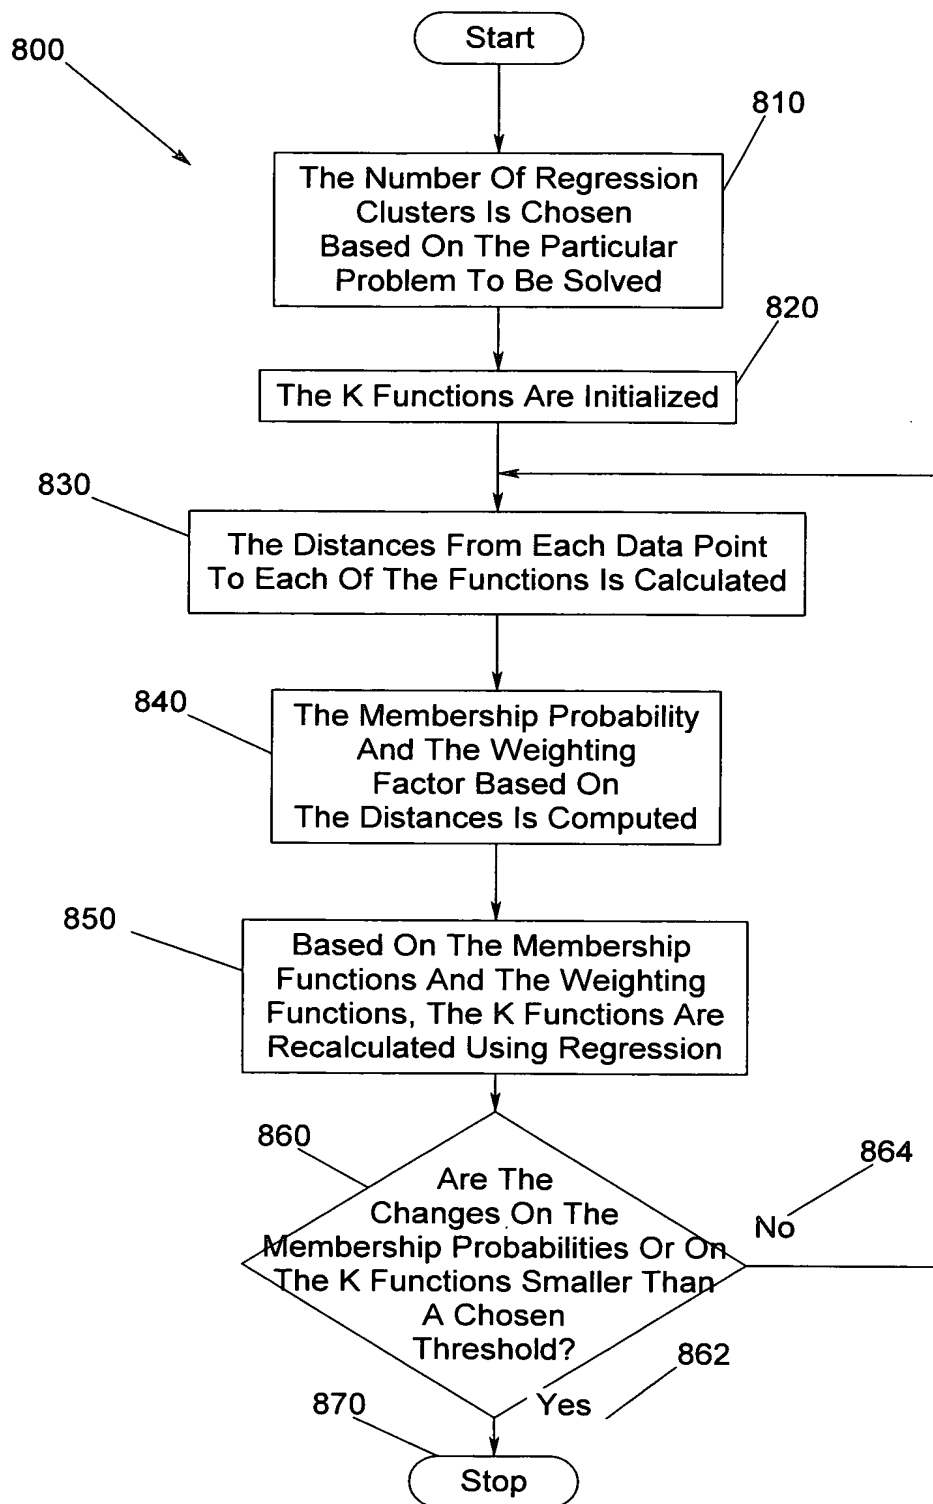 Start
800
810
The Number Of Regression
Clusters Is Chosen
Based On The Particular
Problem To Be Solved
820
The K Functions Are Initialized
830
The Distances From Each Data Point
To Each Of The Functions Is Calculated
840
The Membership Probability
And The Weighting
Factor Based On
The Distances Is Computed
850
Based On The Membership
Functions And The Weighting
Functions, The K Functions Are
Recalculated Using Regression
860
864
Are The
Changes On The
Membership Probabilities Or On
The K Functions Smaller Than
A Chosen
Threshold?
No
862
Yes
870
Stop